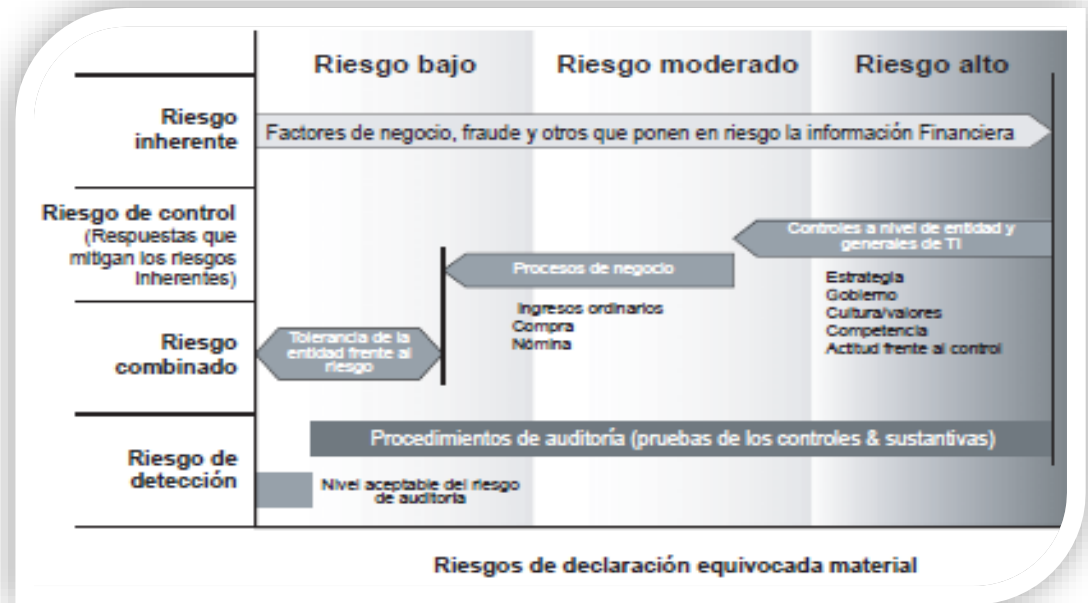 Riesgo bajo
Riesgo moderado
Riesgo alto
Riesgo
inherente
Factores de negocio, fraude y otros que ponen en riesgo la información Financiera
Riesgo de control
(Respuestas que
mitigan los riesgos
Inherentes)
Controles a nivel de entidad y
generales de TI
Estrategia
Gobierno
Cultura/valores
Competencia
Actitud frente al control
Procesos de negocio
Ingresos ordinarios
Compra
Nómina
Riesgo
combinado
Tolerancia de la
entidad frente al
riesgo
Riesgo de
detección
Procedimientos de auditoría (pruebas de los controles & sustantivas)
Nivel aceptable del riesgo
de auditoría
Riesgos de declaración equivocada material